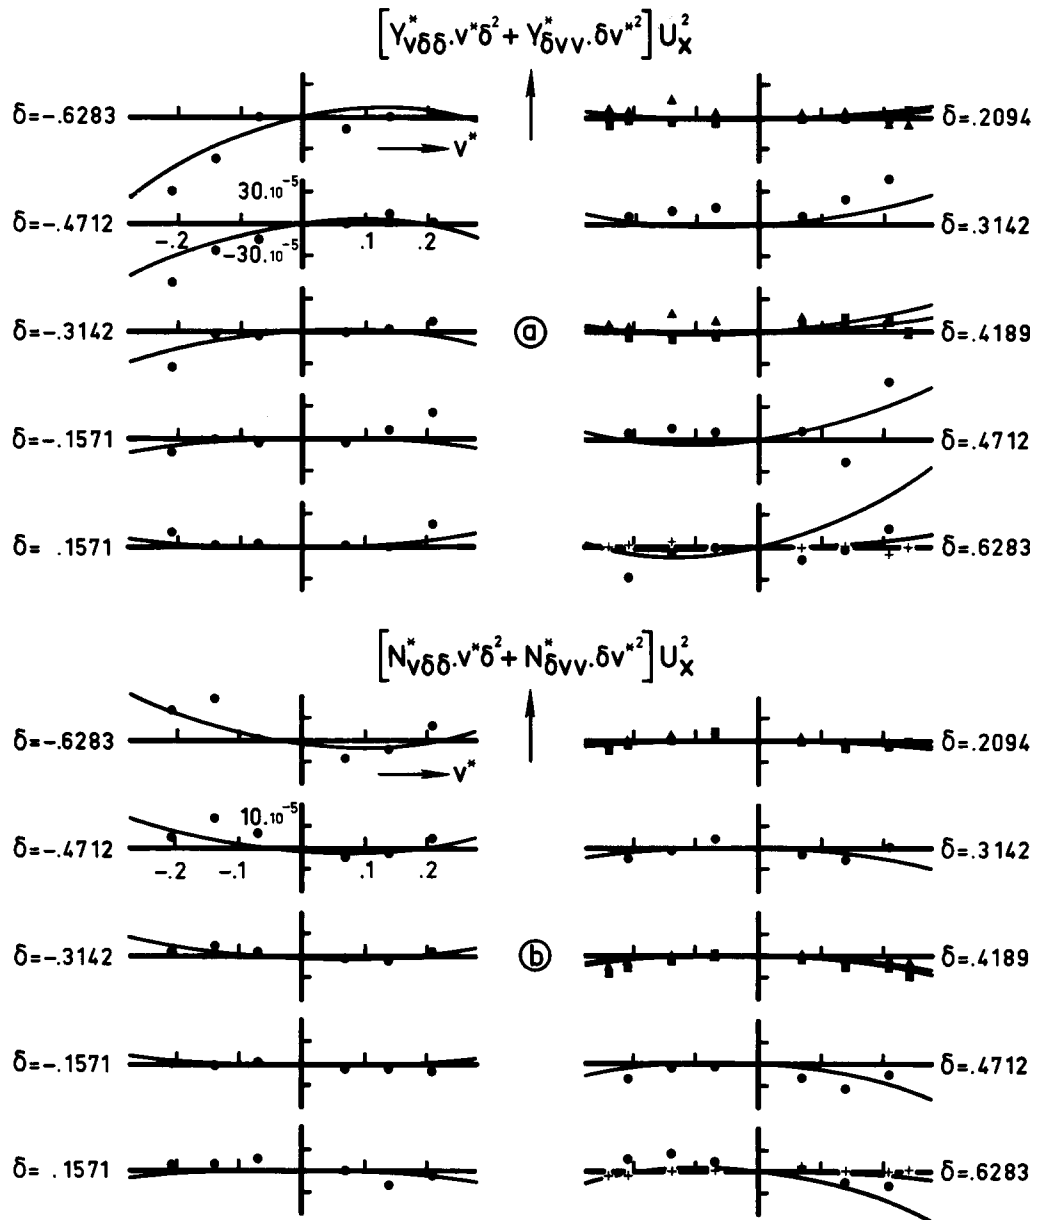 [Y*vδδ.v*δ²+ Y*δvv.δv*²]U²x
δ=-.6283
v*
δ=.2094
30.10⁻⁵
δ=-.4712
-.2
.1
.2
-30.10⁻⁵
δ=.3142
δ=-.3142
a
δ=.4189
δ=-.1571
δ=.4712
δ= .1571
δ=.6283
[N*vδδ.v*δ²+ N*δvv.δv*²]U²x
δ=-.6283
v*
δ=.2094
10.10⁻⁵
δ=-.4712
-.2
-.1
.1
.2
δ=.3142
δ=-.3142
b
δ=.4189
δ=-.1571
δ=.4712
δ= .1571
δ=.6283